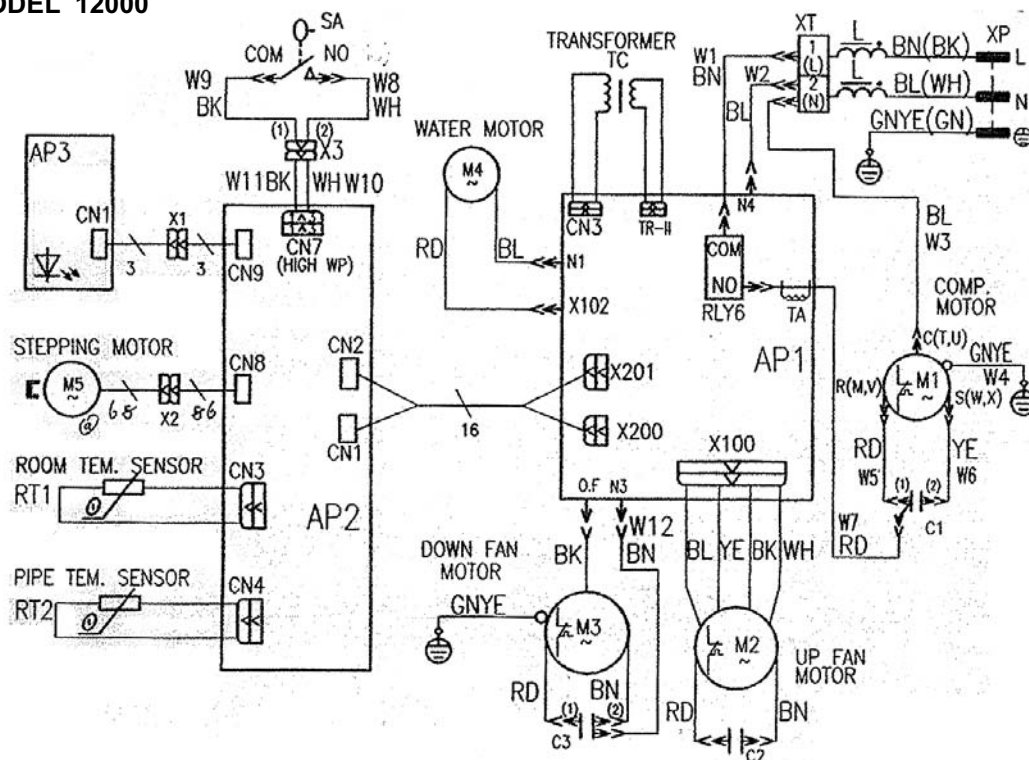 ODEL 12000
SA
COM NO
W9
BK
W8
WH
(1) (2)
X3
W11 BK
WH W10
CN7
(HIGH WP)
AP3
CN1
X1
3 3
CN9
STEPPING MOTOR
M5
~
68
X2
86
CN8
ROOM TEM. SENSOR
RT1
CN3
PIPE TEM. SENSOR
RT2
CN4
AP2
CN2
CN1
16
X201
X200
WATER MOTOR
M4
~
RD
BL
N1
X102
TRANSFORMER
TC
CN3
TR-II
W1
BN
W2
BL
N4
COM
NO
RLY6
TA
AP1
XT
1
(L)
2
(N)
L
L
BN(BK)
BL(WH)
GNYE(GN)
XP
L
N
BL
W3
COMP.
MOTOR
C(T,U)
GNYE
W4
R(M,V)
M1
~
S(W,X)
RD
W5
YE
W6
(1) (2)
C1
W7
RD
X100
O.F N3
W12
BK
BN
BL YE BK WH
DOWN FAN
MOTOR
GNYE
M3
~
RD
BN
(1) (2)
C3
M2
~
UP FAN
MOTOR
RD
BN
C2